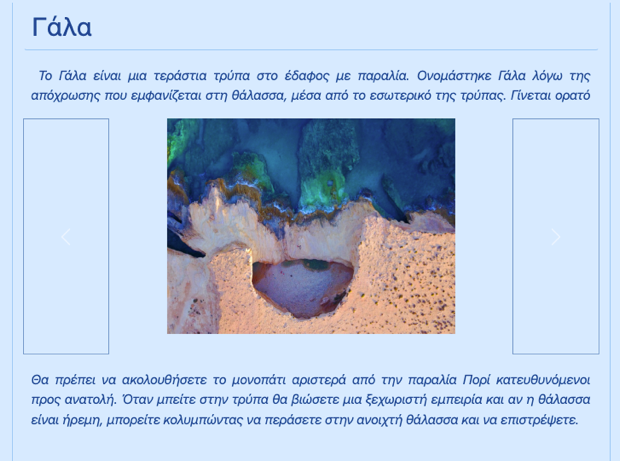 Γάλα
Το Γάλα είναι μια τεράστια τρύπα στο έδαφος με παραλία. Ονομάστηκε Γάλα λόγω της
απόχρωσης που εμφανίζεται στη θάλασσα, μέσα από το εσωτερικό της τρύπας. Γίνεται ορατό
Θα πρέπει να ακολουθήσετε το μονοπάτι αριστερά από την παραλία Πορί κατευθυνόμενοι
προς ανατολή. Όταν μπείτε στην τρύπα θα βιώσετε μια ξεχωριστή εμπειρία και αν η θάλασσα
είναι ήρεμη, μπορείτε κολυμπώντας να περάσετε στην ανοιχτή θάλασσα και να επιστρέψετε.